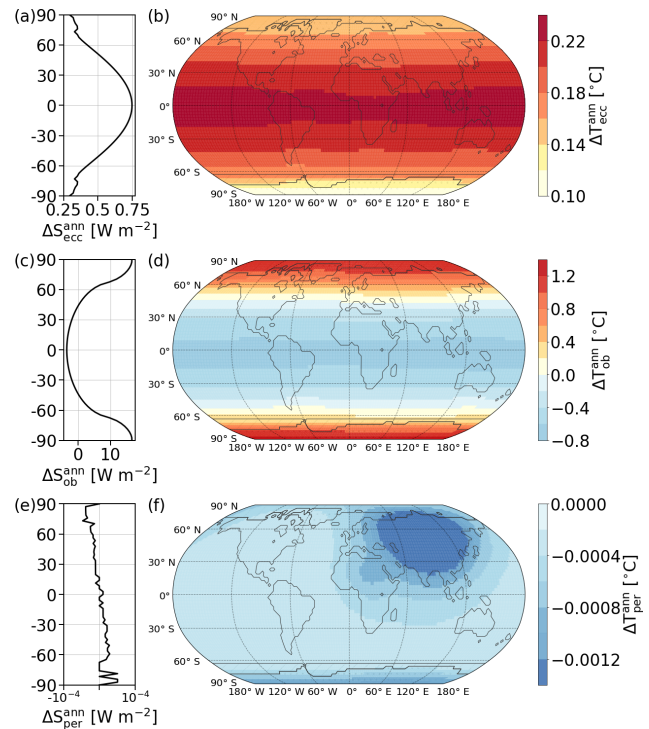 (a) 90
60
30
0
-30
-60
-90
0.25 0.5 0.75
ΔS_ecc^ann [W m⁻²]
(b) 90° N
60° N
30° N
0°
30° S
60° S
90° S
180° W 120° W 60° W 0° 60° E 120° E 180° E
0.22
0.18
0.14
0.10
ΔT_ecc^ann [°C]
(c) 90
60
30
0
-30
-60
-90
0 10
ΔS_ob^ann [W m⁻²]
(d) 90° N
60° N
30° N
0°
30° S
60° S
90° S
180° W 120° W 60° W 0° 60° E 120° E 180° E
1.2
0.8
0.4
0.0
−0.4
−0.8
ΔT_ob^ann [°C]
(e) 90
60
30
0
-30
-60
-90
-10⁻⁴ 10⁻⁴
ΔS_per^ann [W m⁻²]
(f) 90° N
60° N
30° N
0°
30° S
60° S
90° S
180° W 120° W 60° W 0° 60° E 120° E 180° E
0.0000
−0.0004
−0.0008
−0.0012
ΔT_per^ann [°C]